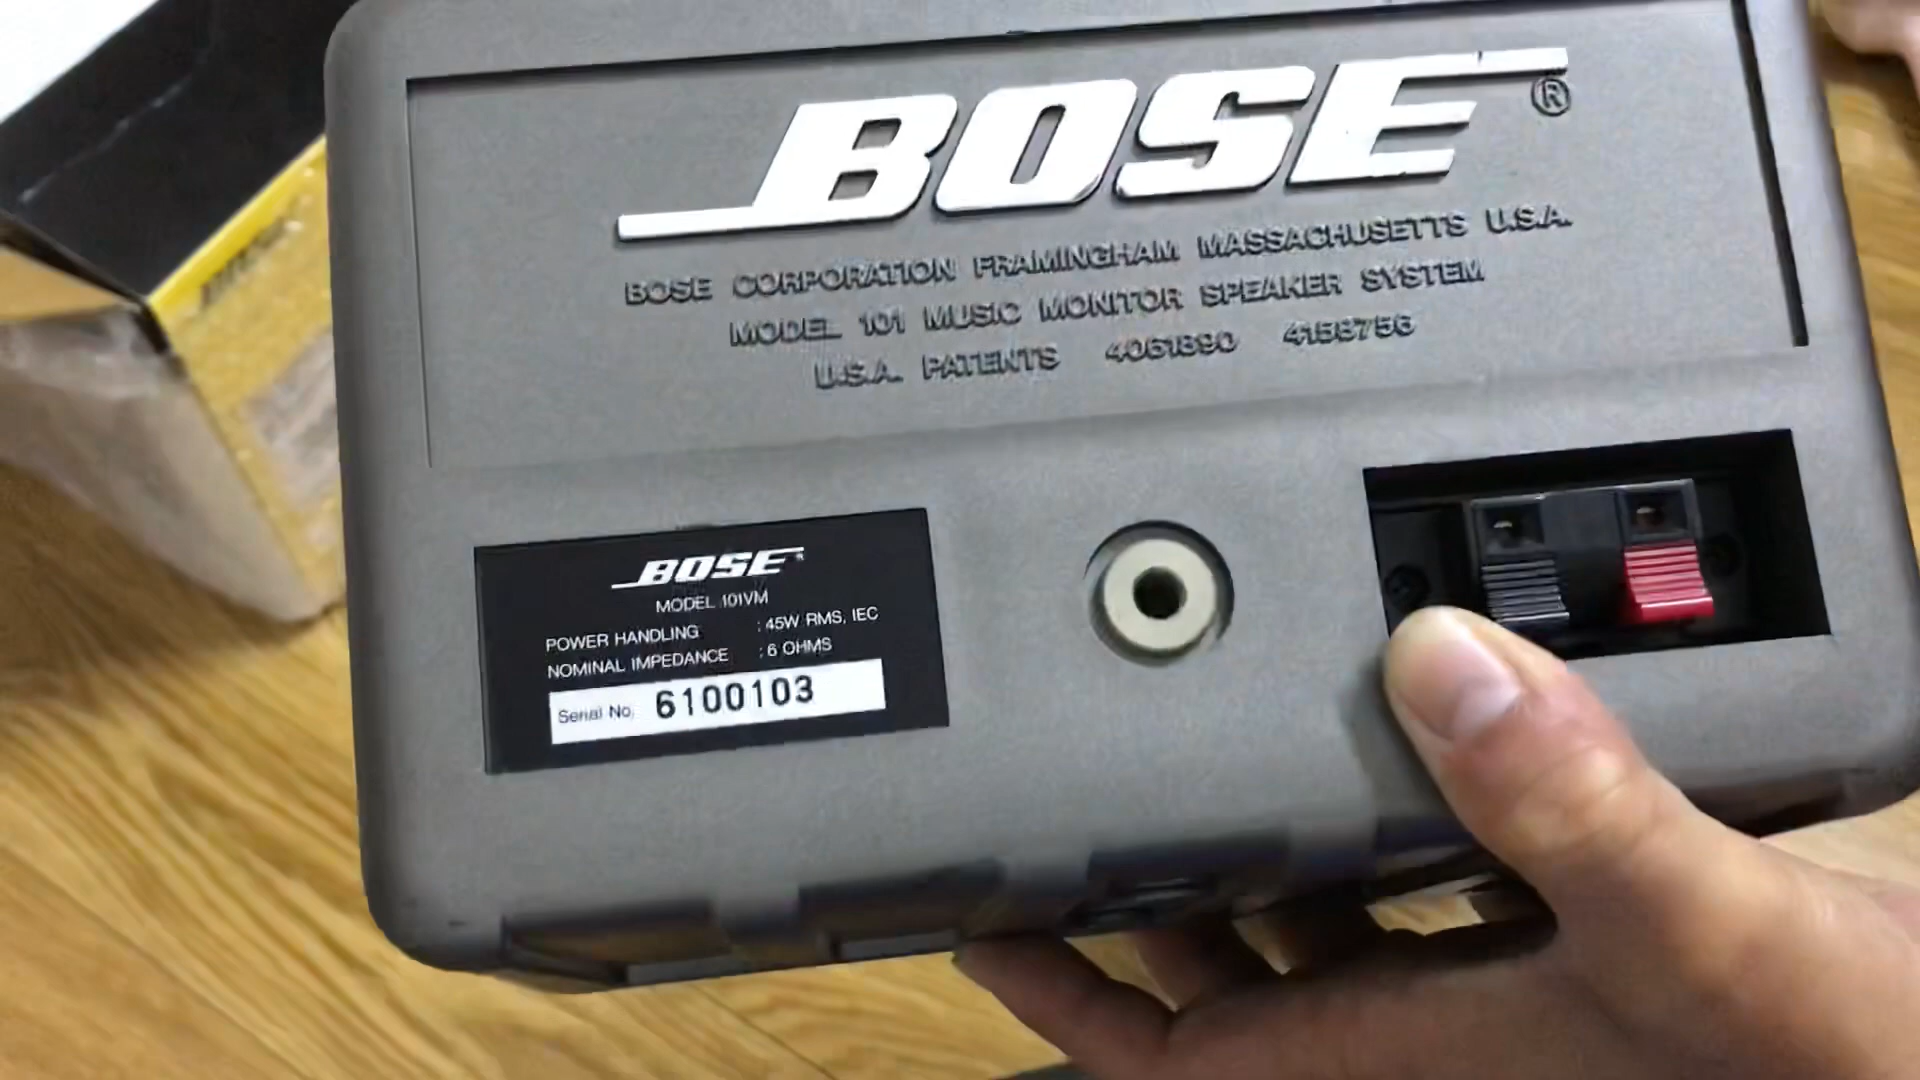 BOSE®
BOSE CORPORATION FRAMINGHAM MASSACHUSETTS U.S.A.
MODEL 101 MUSIC MONITOR SPEAKER SYSTEM
U.S.A. PATENTS 4061890 4158756
BOSE
MODEL 101VM
POWER HANDLING : 45W RMS, IEC
NOMINAL IMPEDANCE : 6 OHMS
Serial No. 6100103